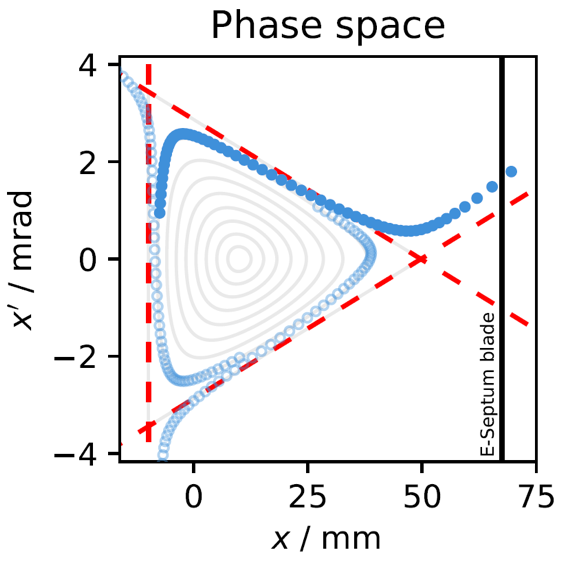 Phase space
4
2
0
−2
−4
x′ / mrad
E-Septum blade
0
25
50
75
x / mm